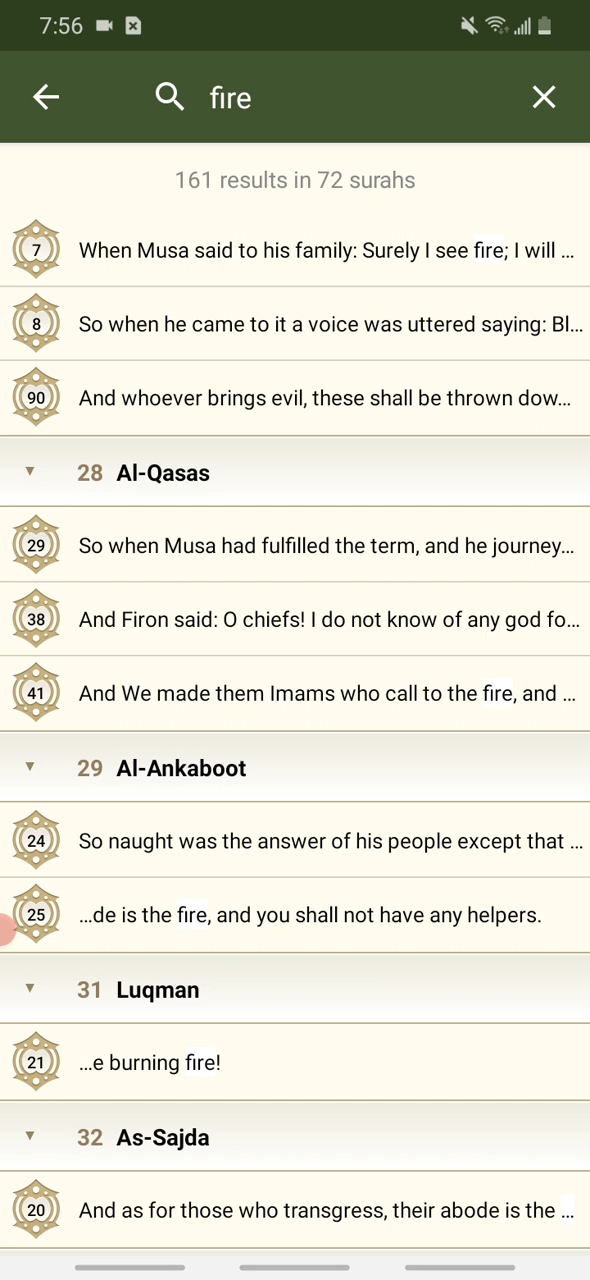 7:56
fire
161 results in 72 surahs
7 When Musa said to his family: Surely I see fire; I will ...
8 So when he came to it a voice was uttered saying: Bl...
90 And whoever brings evil, these shall be thrown dow...
28 Al-Qasas
29 So when Musa had fulfilled the term, and he journey...
38 And Firon said: O chiefs! I do not know of any god fo...
41 And We made them Imams who call to the fire, and ...
29 Al-Ankaboot
24 So naught was the answer of his people except that ...
25 ...de is the fire, and you shall not have any helpers.
31 Luqman
21 ...e burning fire!
32 As-Sajda
20 And as for those who transgress, their abode is the ...